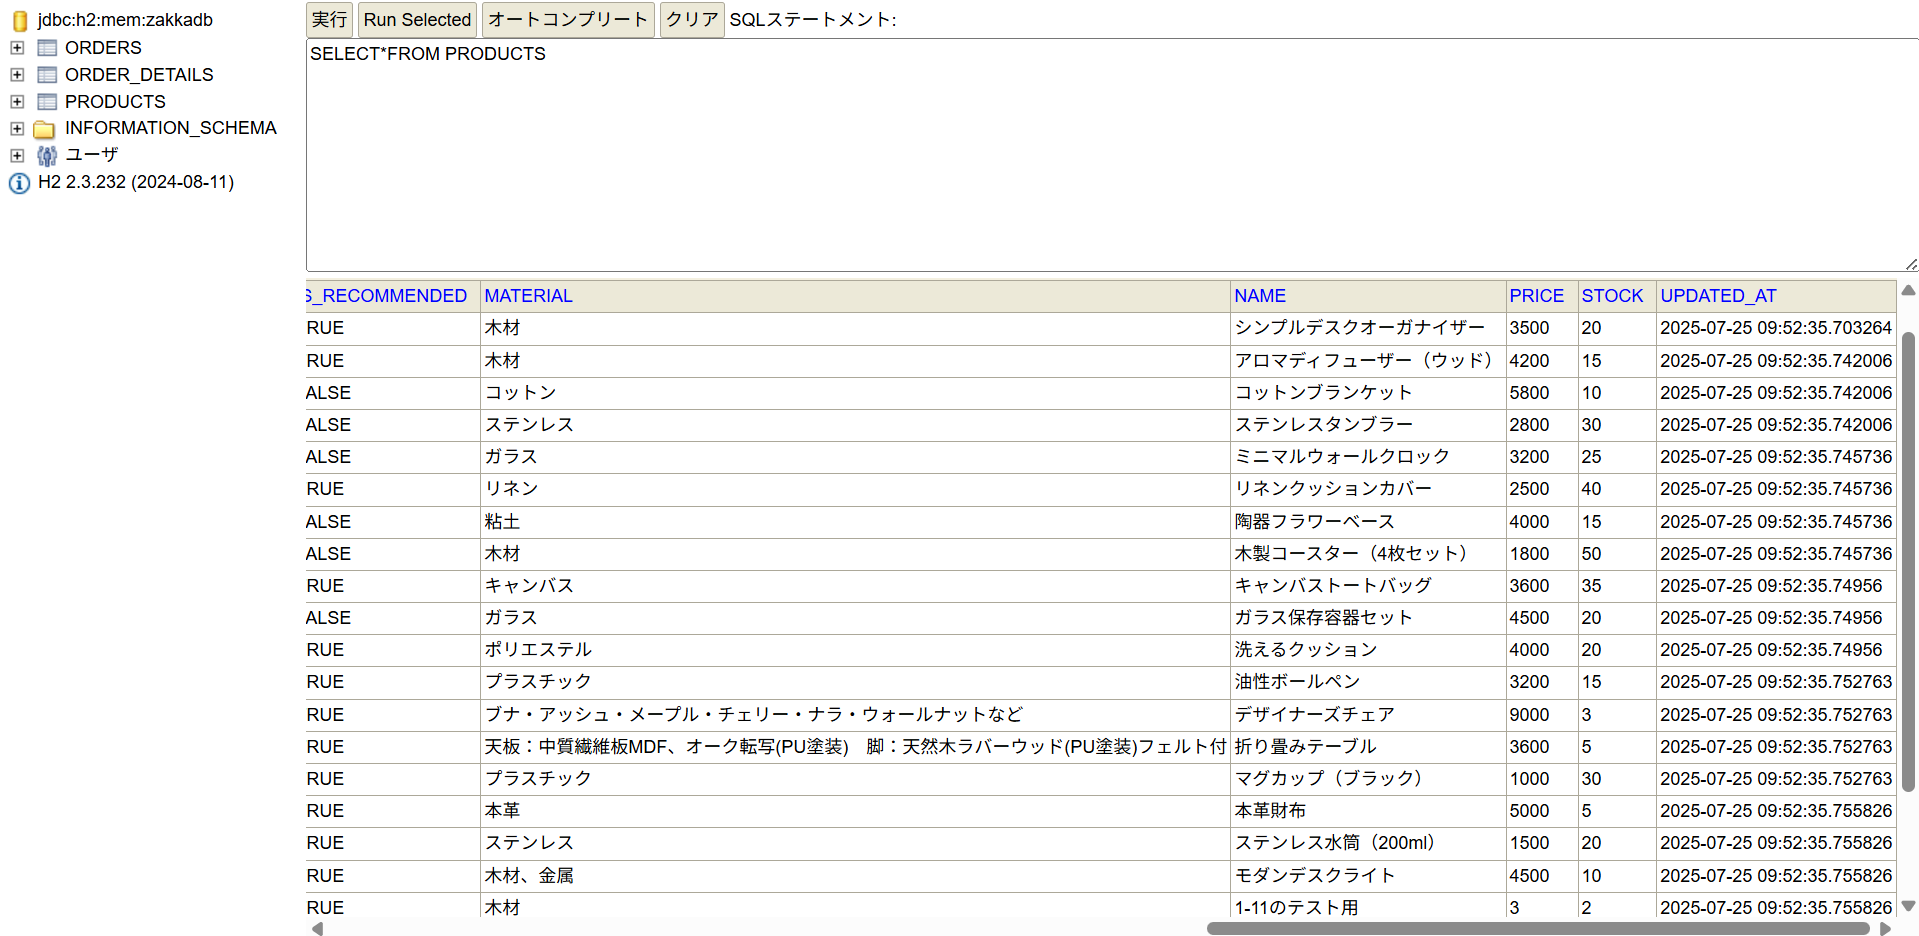 jdbc:h2:mem:zakkadb
ORDERS
ORDER_DETAILS
PRODUCTS
INFORMATION_SCHEMA
ユーザ
H2 2.3.232 (2024-08-11)
実行 Run Selected オートコンプリート クリア SQLステートメント:
SELECT*FROM PRODUCTS
S_RECOMMENDED MATERIAL NAME PRICE STOCK UPDATED_AT
RUE 木材 シンプルデスクオーガナイザー 3500 20 2025-07-25 09:52:35.703264
RUE 木材 アロマディフューザー（ウッド） 4200 15 2025-07-25 09:52:35.742006
ALSE コットン コットンブランケット 5800 10 2025-07-25 09:52:35.742006
ALSE ステンレス ステンレスタンブラー 2800 30 2025-07-25 09:52:35.742006
ALSE ガラス ミニマルウォールクロック 3200 25 2025-07-25 09:52:35.745736
RUE リネン リネンクッションカバー 2500 40 2025-07-25 09:52:35.745736
ALSE 粘土 陶器フラワーベース 4000 15 2025-07-25 09:52:35.745736
ALSE 木材 木製コースター（4枚セット） 1800 50 2025-07-25 09:52:35.745736
RUE キャンバス キャンバストートバッグ 3600 35 2025-07-25 09:52:35.74956
ALSE ガラス ガラス保存容器セット 4500 20 2025-07-25 09:52:35.74956
RUE ポリエステル 洗えるクッション 4000 20 2025-07-25 09:52:35.74956
RUE プラスチック 油性ボールペン 3200 15 2025-07-25 09:52:35.752763
RUE ブナ・アッシュ・メープル・チェリー・ナラ・ウォールナットなど デザイナーズチェア 9000 3 2025-07-25 09:52:35.752763
RUE 天板：中質繊維板MDF、オーク転写(PU塗装)　脚：天然木ラバーウッド(PU塗装)フェルト付 折り畳みテーブル 3600 5 2025-07-25 09:52:35.752763
RUE プラスチック マグカップ（ブラック） 1000 30 2025-07-25 09:52:35.752763
RUE 本革 本革財布 5000 5 2025-07-25 09:52:35.755826
RUE ステンレス ステンレス水筒（200ml） 1500 20 2025-07-25 09:52:35.755826
RUE 木材、金属 モダンデスクライト 4500 10 2025-07-25 09:52:35.755826
RUE 木材 1-11のテスト用 3 2 2025-07-25 09:52:35.755826